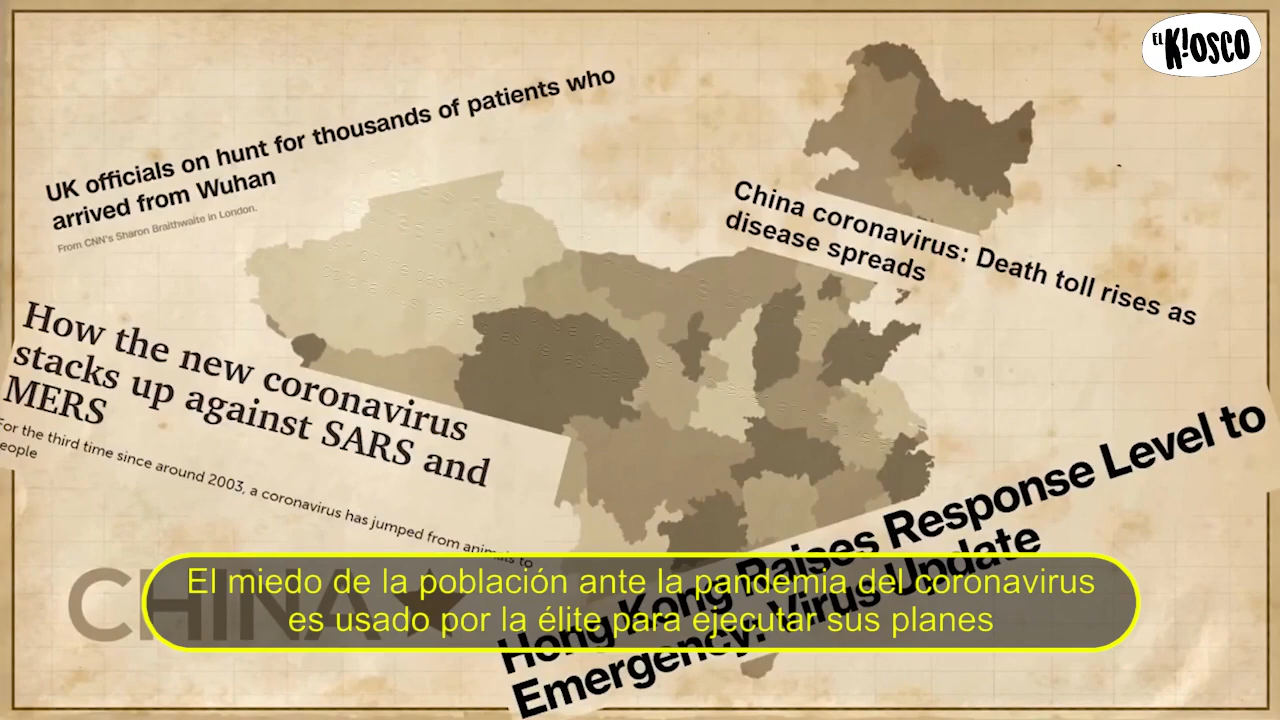 EL K!OSCO
UK officials on hunt for thousands of patients who
arrived from Wuhan
From CNN's Sharon Braithwaite in London.
China coronavirus: Death toll rises as
disease spreads
How the new coronavirus
stacks up against SARS and
MERS
For the third time since around 2003, a coronavirus has jumped from animals to
eople
Hong Kong Raises Response Level to
Emergency: Virus Update
CHINA
El miedo de la población ante la pandemia del coronavirus
es usado por la élite para ejecutar sus planes